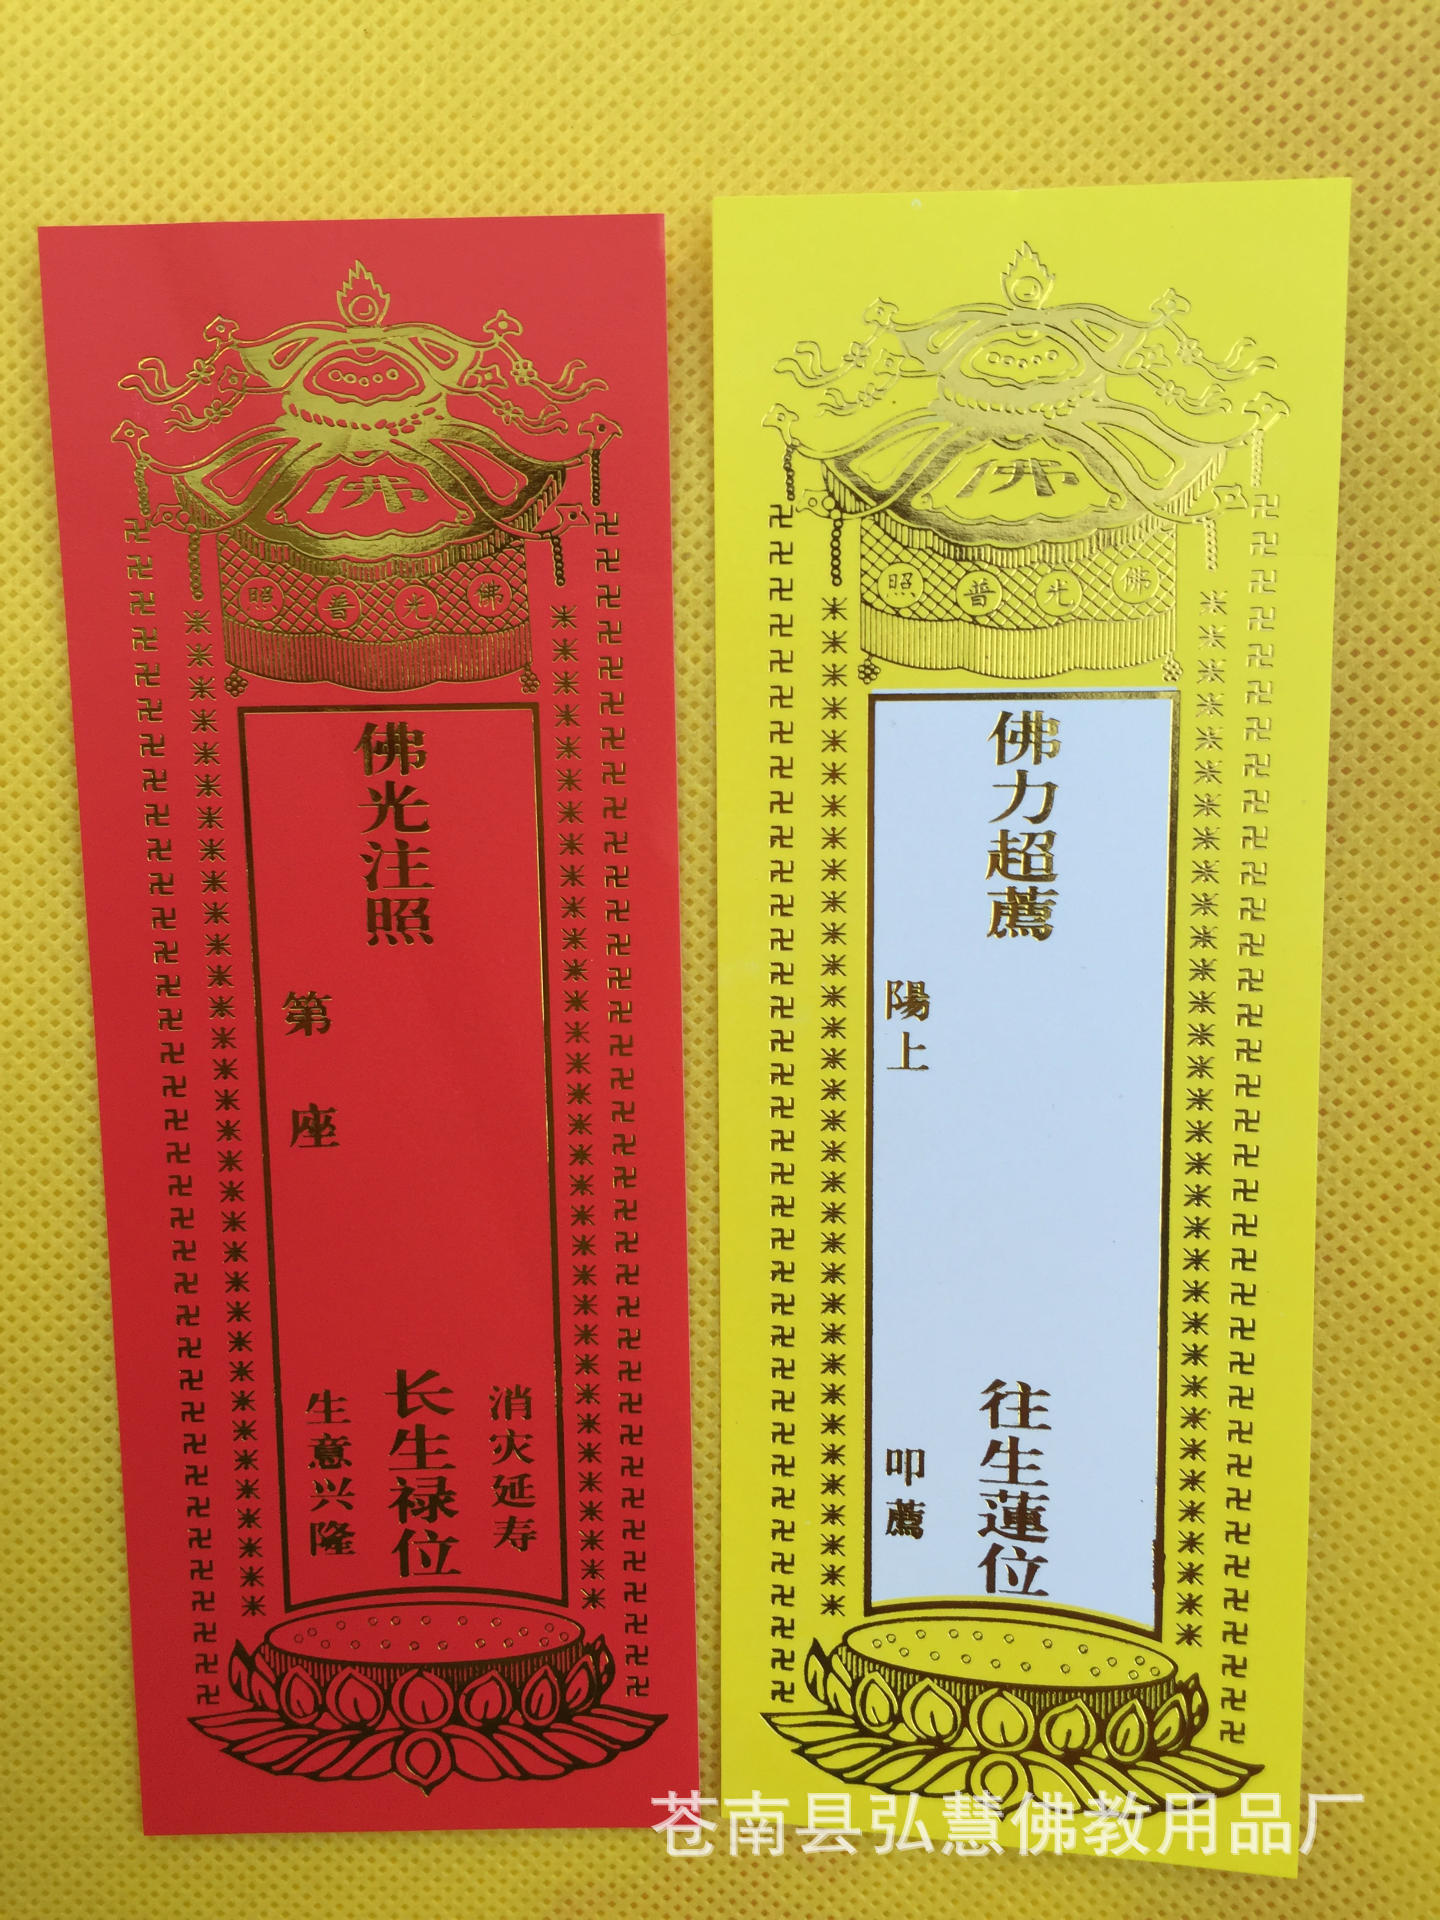 佛
照普光佛
佛光注照
第 座
消灾延寿
长生禄位
生意兴隆
佛
照普光佛
佛力超薦
陽上
往生蓮位
叩薦
苍南县弘慧佛教用品厂